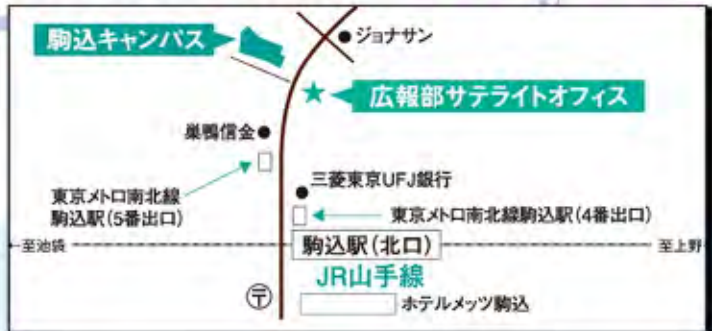 駒込キャンパス
ジョナサン
広報部サテライトオフィス
巣鴨信金
三菱東京UFJ銀行
東京メトロ南北線
駒込駅(5番出口)
東京メトロ南北線駒込駅(4番出口)
至池袋
駒込駅(北口)
至上野
JR山手線
〒
ホテルメッツ駒込